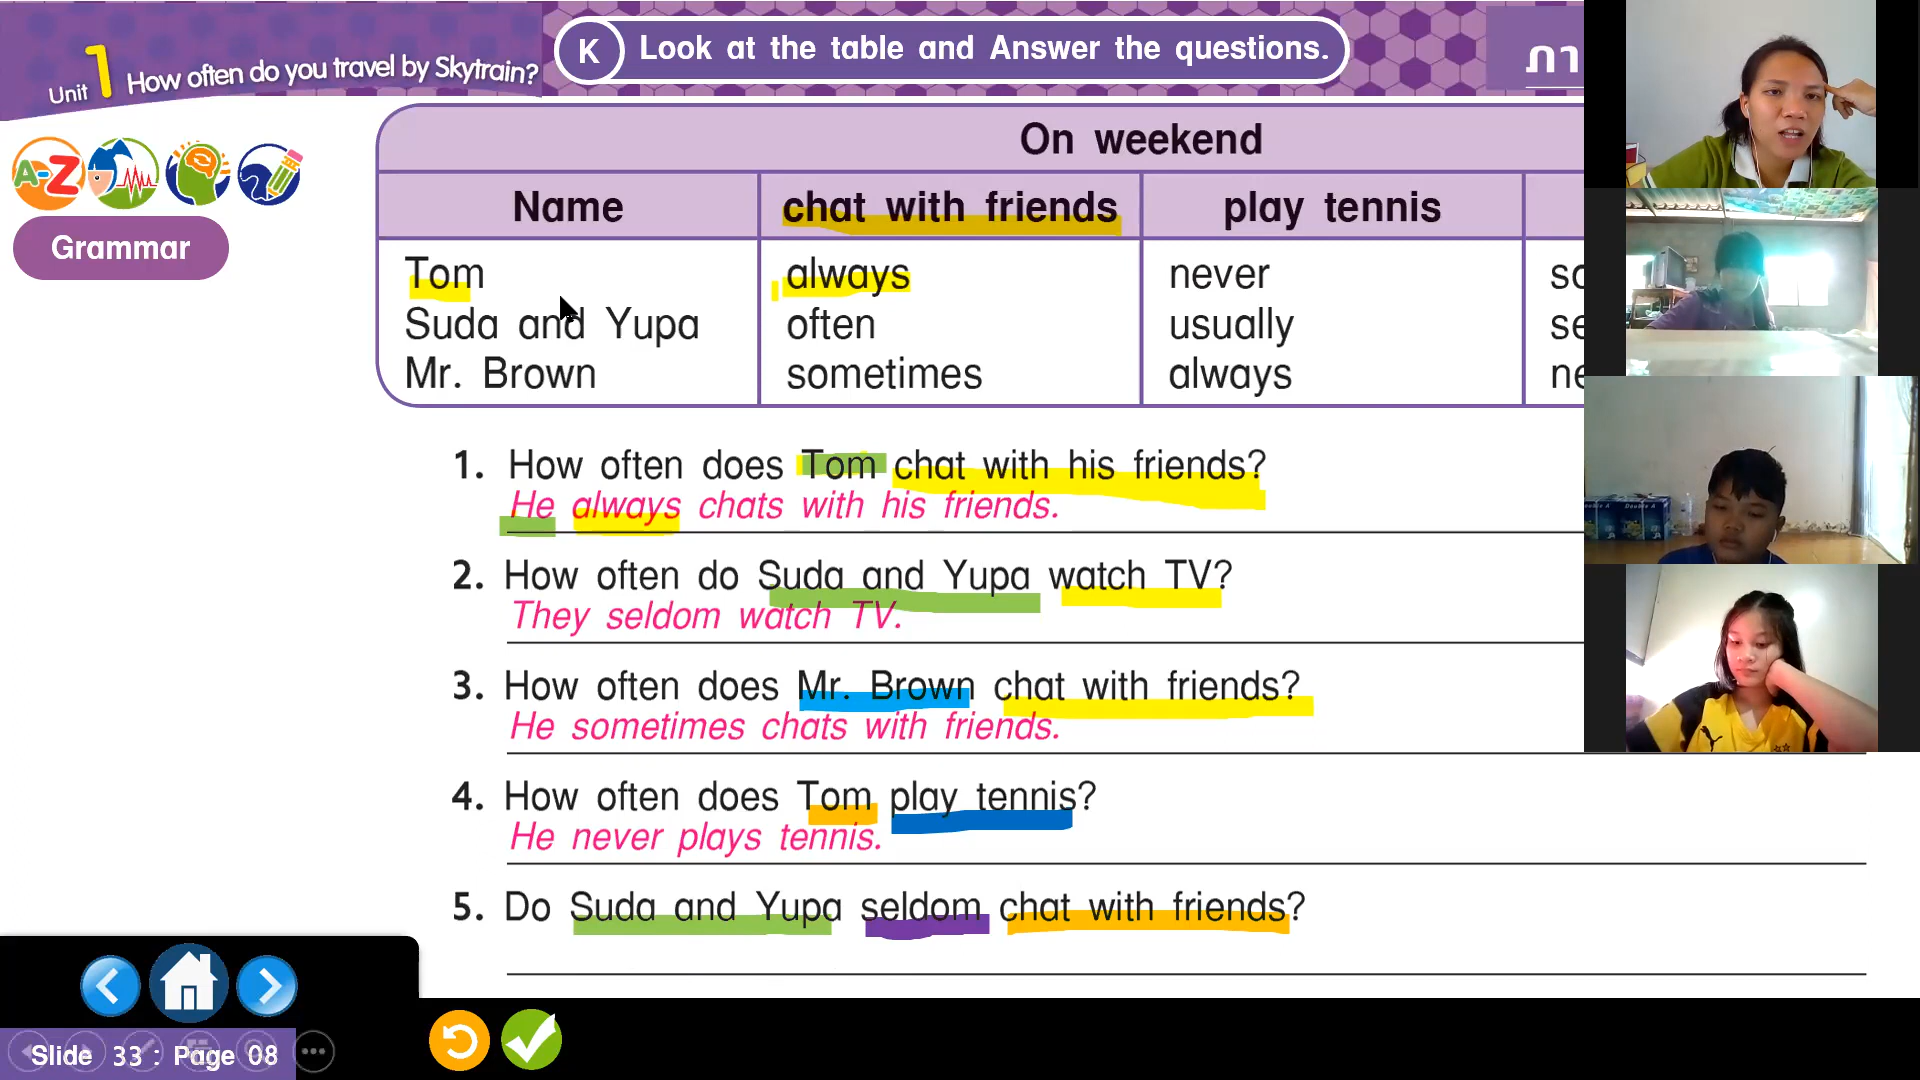 Unit 1 How often do you travel by Skytrain?
K Look at the table and Answer the questions.
ภา
A-Z
Grammar
On weekend
Name chat with friends play tennis
Tom always never
Suda and Yupa often usually
Mr. Brown sometimes always
1. How often does Tom chat with his friends?
He always chats with his friends.
2. How often do Suda and Yupa watch TV?
They seldom watch TV.
3. How often does Mr. Brown chat with friends?
He sometimes chats with friends.
4. How often does Tom play tennis?
He never plays tennis.
5. Do Suda and Yupa seldom chat with friends?
Slide 33 : Page 08
Double A Double A